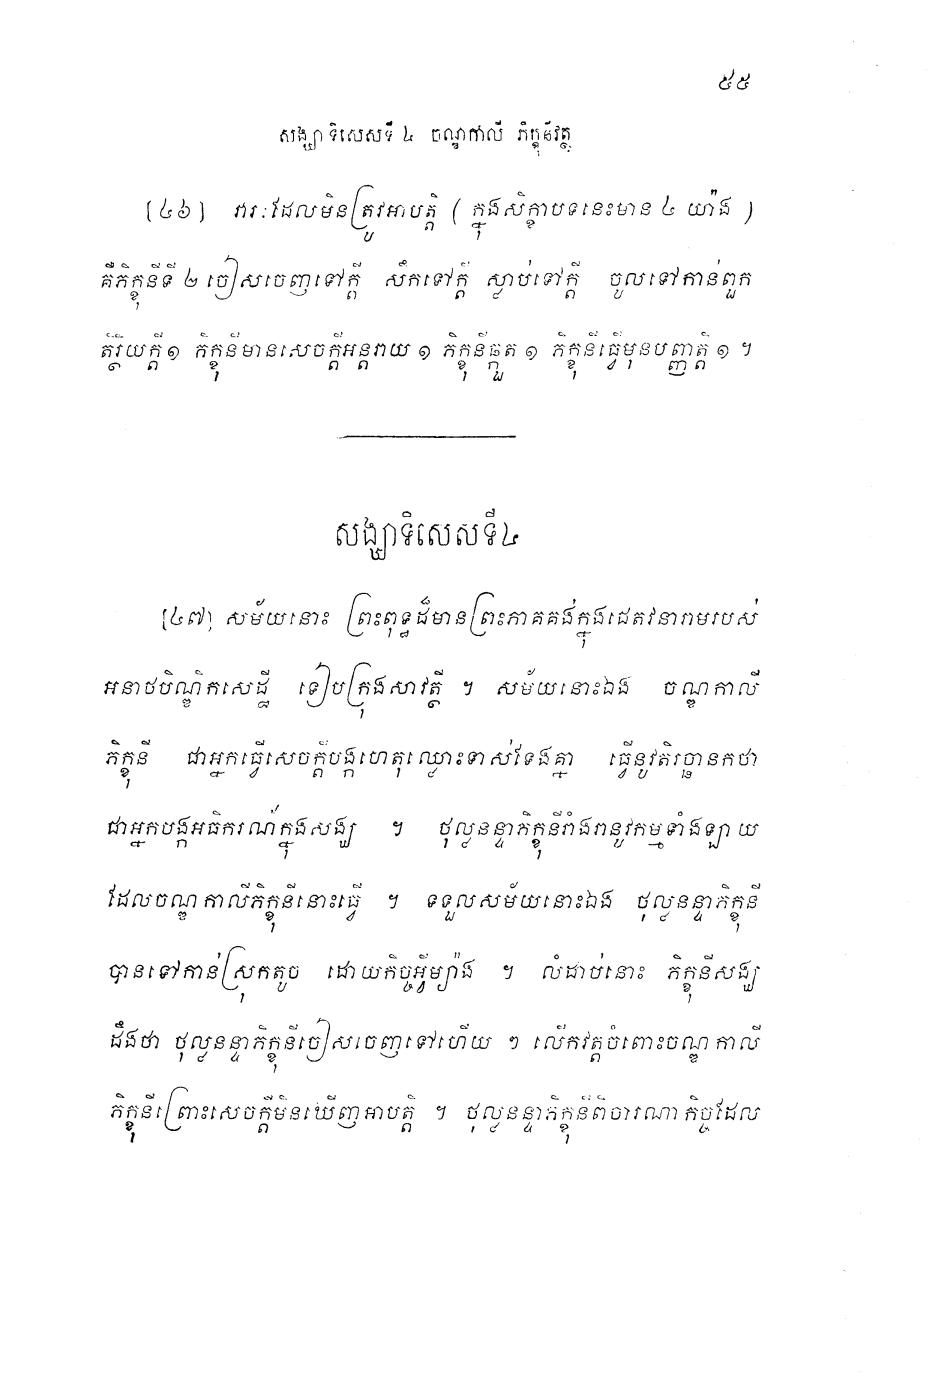 ៥៥
សង្ឃាទិសេសទី ៤ ចណ្ឌកាលី ភិក្ខុនីវត្ថុ
[៤៦] វារៈដែលមិនត្រូវអាបត្តិ ( ក្នុងសិក្ខាបទនេះមាន ៤ យ៉ាង )
គឺភិក្ខុនីទី ២ ចៀសចេញទៅក្តី សឹកទៅក្តី ស្លាប់ទៅក្តី ចូលទៅកាន់ពួក
តិរ្ថិយក្តី ១ ភិក្ខុនីមានសេចក្តីអន្តរាយ ១ ភិក្ខុនីឆ្កួត ១ ភិក្ខុនីធ្វើមុនបញ្ញត្តិ ១ ។
សង្ឃាទិសេសទី៤
[៤៧] សម័យនោះ ព្រះពុទ្ធដ៏មានព្រះភាគគង់ក្នុងជេតវនារាមរបស់
អនាថបិណ្ឌិកសេដ្ឋី ទៀបក្រុងសាវត្ថី ។ សម័យនោះឯង ចណ្ឌកាលី
ភិក្ខុនី ជាអ្នកធ្វើសេចក្តីបង្កហេតុឈ្លោះទាស់ទែងគ្នា ធ្វើនូវតិរច្ឆានកថា
ជាអ្នកបង្កអធិករណ៍ក្នុងសង្ឃ ។ ថុល្លនន្ទាភិក្ខុនីរាំងរានូវកម្មទាំងឡាយ
ដែលចណ្ឌកាលីភិក្ខុនីនោះធ្វើ ។ ទទួលសម័យនោះឯង ថុល្លនន្ទាភិក្ខុនី
បានទៅកាន់ស្រុកតូច ដោយកិច្ចអ្វីម្យ៉ាង ។ លំដាប់នោះ ភិក្ខុនីសង្ឃ
ដឹងថា ថុល្លនន្ទាភិក្ខុនីចៀសចេញទៅហើយ ៗ លើកវត្តចំពោះចណ្ឌកាលី
ភិក្ខុនីព្រោះសេចក្តីមិនឃើញអាបត្តិ ។ ថុល្លនន្ទាភិក្ខុនីពិចារណាកិច្ចដែល